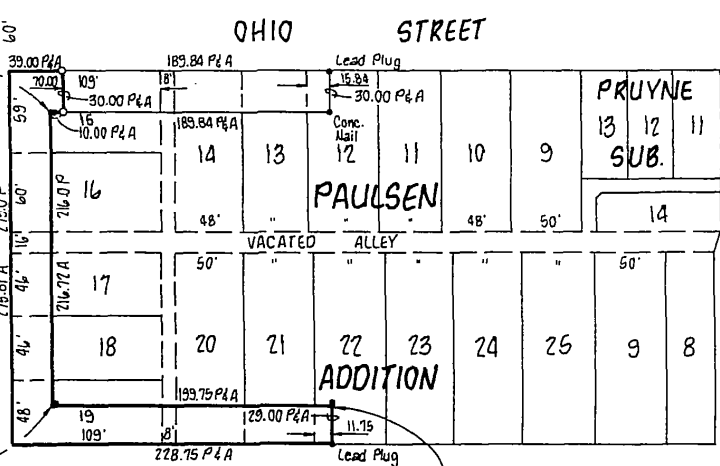 OHIO STREET
60'
39.00 P&A 189.84 P&A Lead Plug
70.00 109' 8' 15.84
30.00 P&A 30.00 P&A
59' 16 189.84 P&A Conc. Nail
10.00 P&A
PRUYNE
13 12 11
SUB.
14 13 12 11 10 9
60' 216.0 P 16
PAULSEN
14
48' " " " 48' 50'
16' VACATED ALLEY
50' " " " " 50'
46' 216.72 A 17
46' 18 20 21 22 23 24 25 9 8
ADDITION
199.75 P&A
48' 19 29.00 P&A
109' 8' 11.75
228.75 P&A Lead Plug